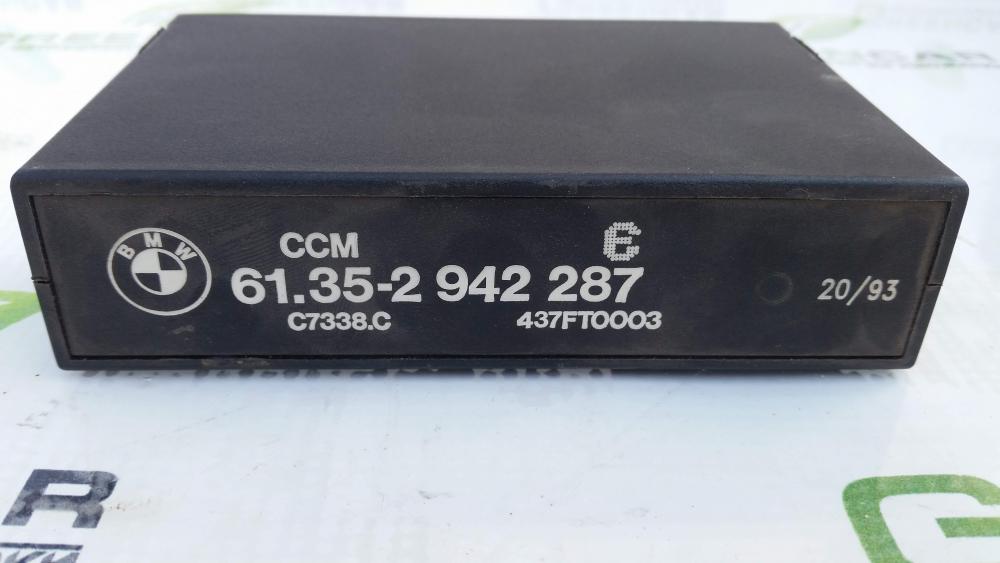 BMW
CCM E
61.35-2 942 287
C7338.C 437FT0003
20/93
R